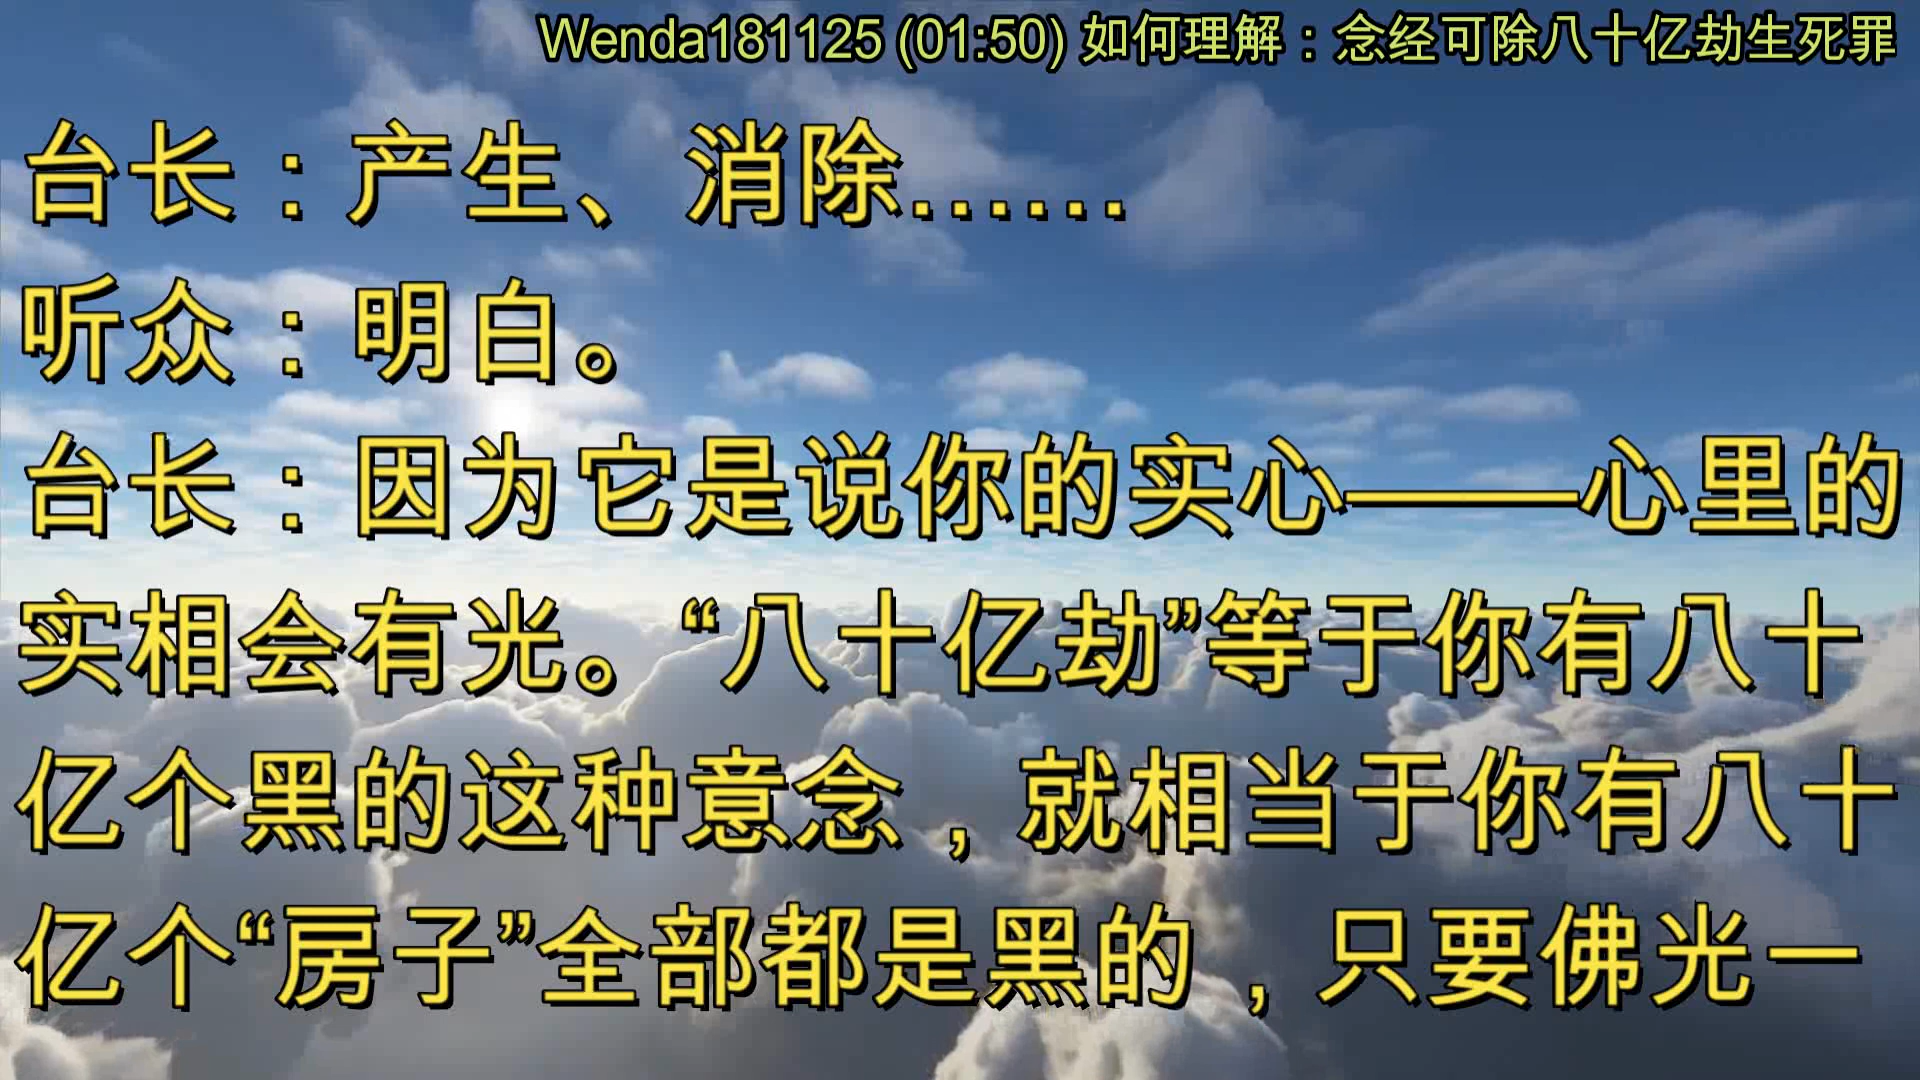 Wenda181125 (01:50) 如何理解：念经可除八十亿劫生死罪
台长：产生、消除……
听众：明白。
台长：因为它是说你的实心——心里的
实相会有光。“八十亿劫”等于你有八十
亿个黑的这种意念，就相当于你有八十
亿个“房子”全部都是黑的，只要佛光一